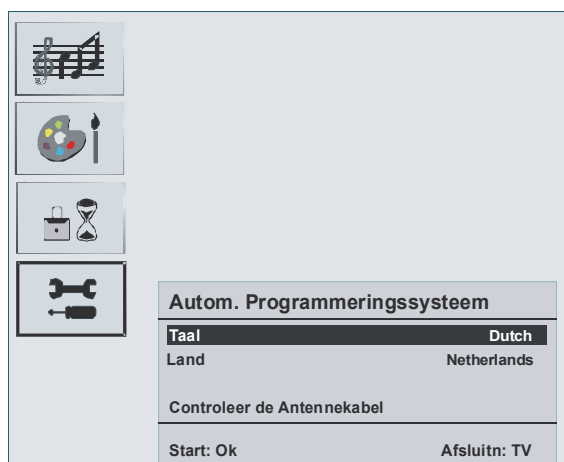 Autom. Programmeringssysteem
Taal Dutch
Land Netherlands
Controleer de Antennekabel
Start: Ok Afsluitn: TV